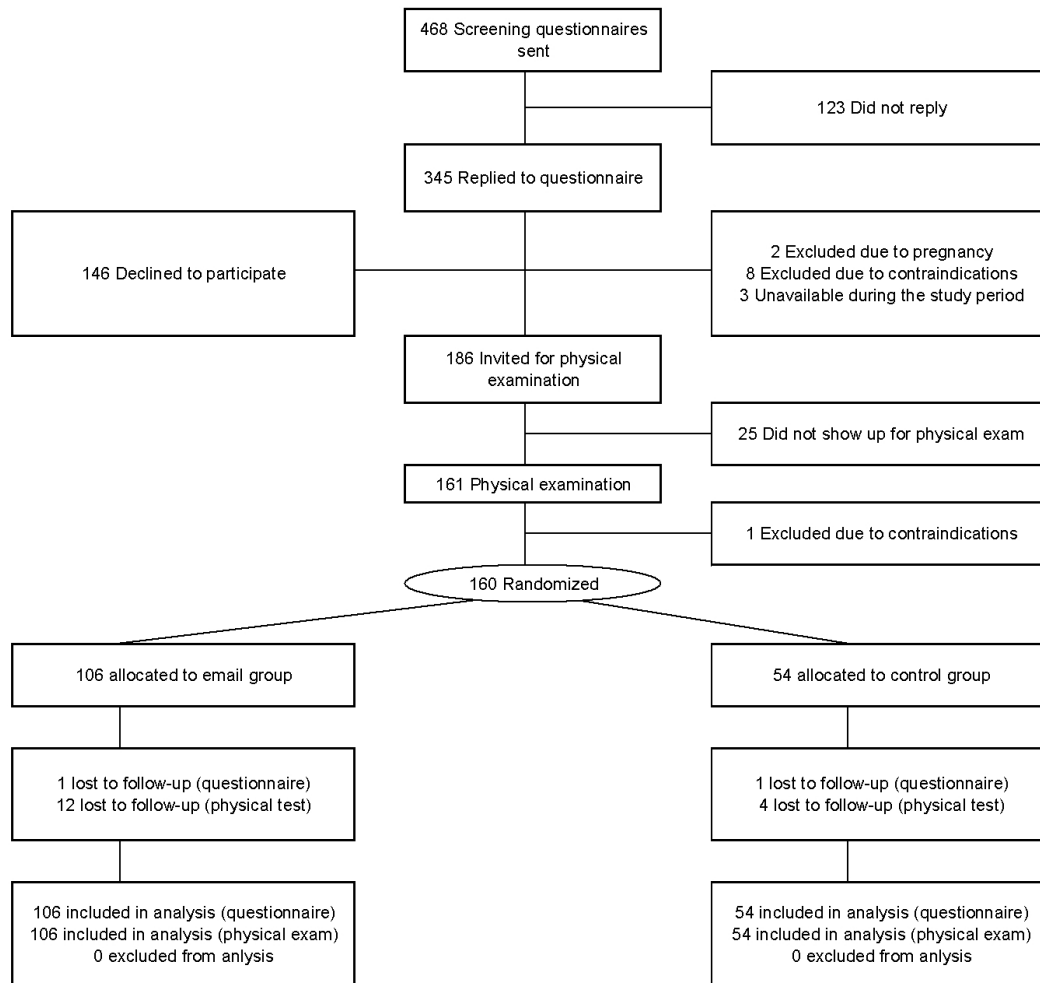 468 Screening questionnaires
sent
123 Did not reply
345 Replied to questionnaire
146 Declined to participate
2 Excluded due to pregnancy
8 Excluded due to contraindications
3 Unavailable during the study period
186 Invited for physical
examination
25 Did not show up for physical exam
161 Physical examination
1 Excluded due to contraindications
160 Randomized
106 allocated to email group
54 allocated to control group
1 lost to follow-up (questionnaire)
12 lost to follow-up (physical test)
1 lost to follow-up (questionnaire)
4 lost to follow-up (physical test)
106 included in analysis (questionnaire)
106 included in analysis (physical exam)
0 excluded from anlysis
54 included in analysis (questionnaire)
54 included in analysis (physical exam)
0 excluded from anlysis